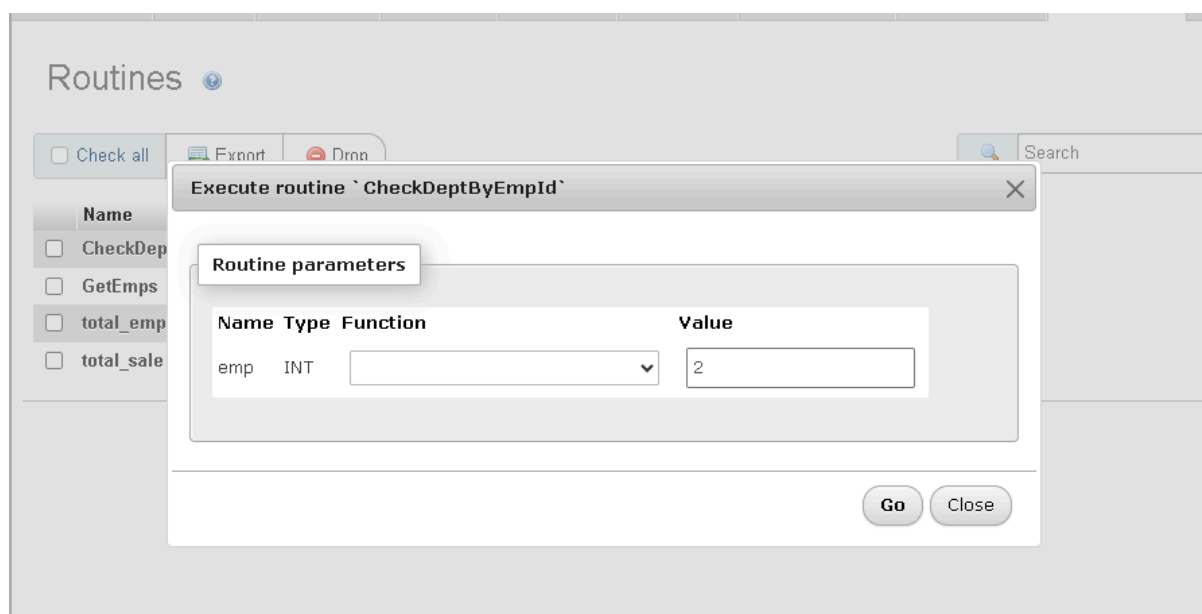 Routines
Check all Export Drop Search
Execute routine `CheckDeptByEmpId`
Name
CheckDep
Routine parameters
GetEmps
total_emp
Name Type Function Value
total_sale
emp INT 2
Go Close